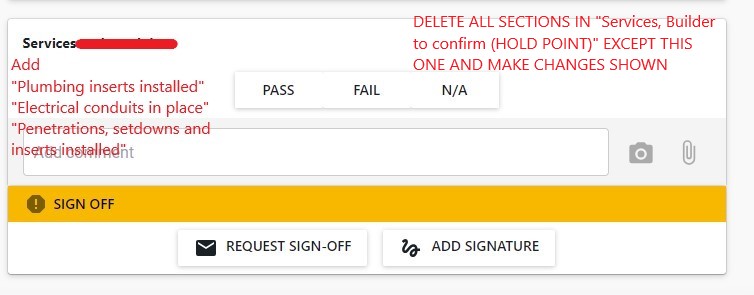 DELETE ALL SECTIONS IN "Services, Builder
to confirm (HOLD POINT)" EXCEPT THIS
ONE AND MAKE CHANGES SHOWN
Services
Add
"Plumbing inserts installed"
"Electrical conduits in place"
"Penetrations, setdowns and
inserts installed"
PASS FAIL N/A
Add comment
SIGN OFF
REQUEST SIGN-OFF ADD SIGNATURE